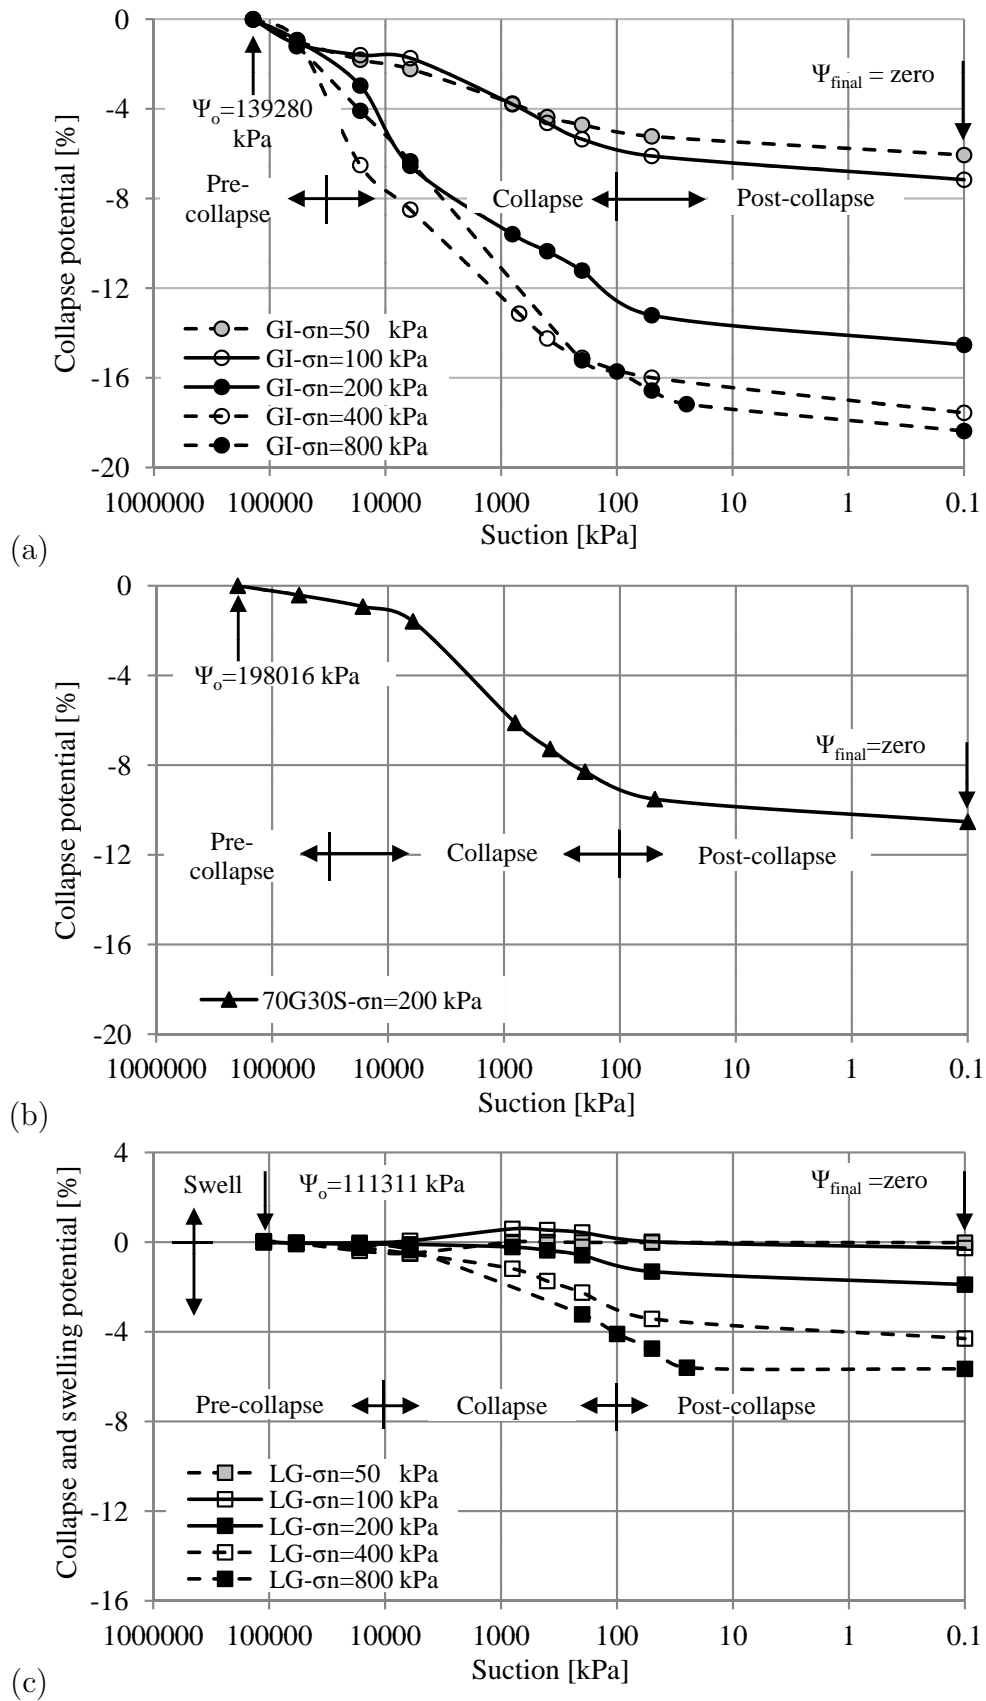 0
-4
-8
-12
-16
-20
Collapse potential [%]
Ψo=139280
kPa
Ψfinal = zero
Pre-
collapse
Collapse
Post-collapse
GI-σn=50 kPa
GI-σn=100 kPa
GI-σn=200 kPa
GI-σn=400 kPa
GI-σn=800 kPa
1000000 100000 10000 1000 100 10 1 0.1
Suction [kPa]
(a)
0
-4
-8
-12
-16
-20
Collapse potential [%]
Ψo=198016 kPa
Ψfinal=zero
Pre-
collapse
Collapse
Post-collapse
70G30S-σn=200 kPa
1000000 100000 10000 1000 100 10 1 0.1
Suction [kPa]
(b)
4
0
-4
-8
-12
-16
Collapse and swelling potential [%]
Swell
Ψo=111311 kPa
Ψfinal =zero
Pre-collapse
Collapse
Post-collapse
LG-σn=50 kPa
LG-σn=100 kPa
LG-σn=200 kPa
LG-σn=400 kPa
LG-σn=800 kPa
1000000 100000 10000 1000 100 10 1 0.1
Suction [kPa]
(c)